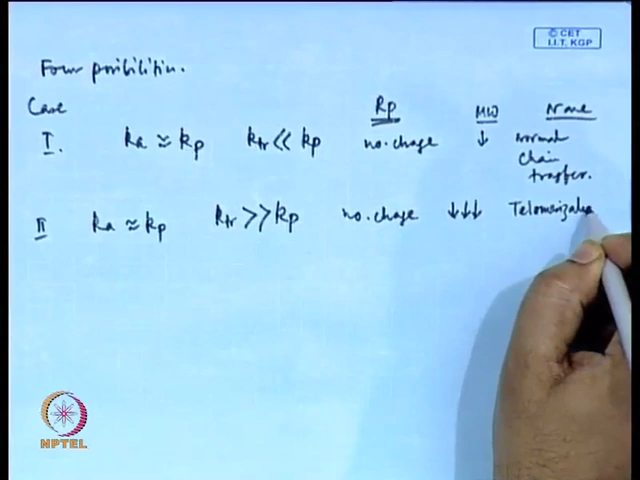 © CET
I.I.T. KGP
Four possibilities.
Case Rp MW Name
I. ka ≈ kp ktr << kp no. change ↓ normal
chain
transfer.
II ka ≈ kp ktr >> kp no. change ↓↓↓ Telomerization
NPTEL